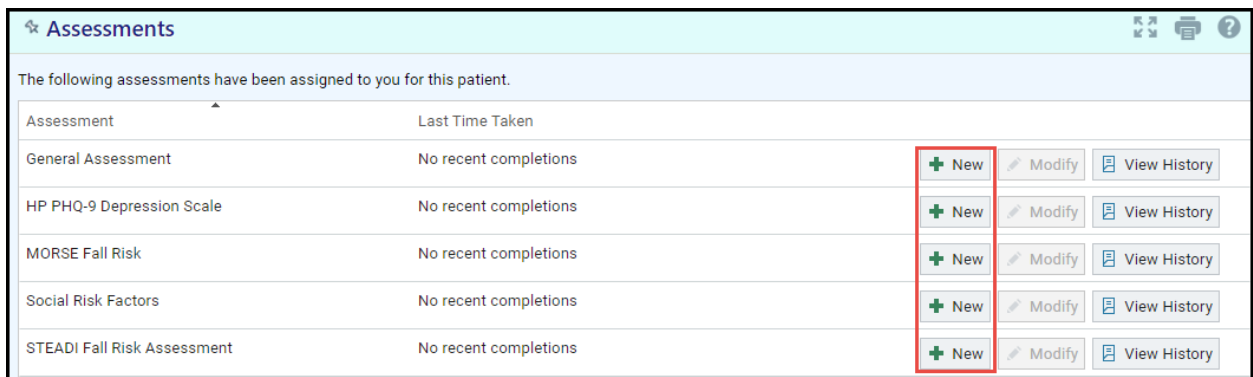 Assessments
The following assessments have been assigned to you for this patient.
Assessment Last Time Taken
General Assessment No recent completions New Modify View History
HP PHQ-9 Depression Scale No recent completions New Modify View History
MORSE Fall Risk No recent completions New Modify View History
Social Risk Factors No recent completions New Modify View History
STEADI Fall Risk Assessment No recent completions New Modify View History